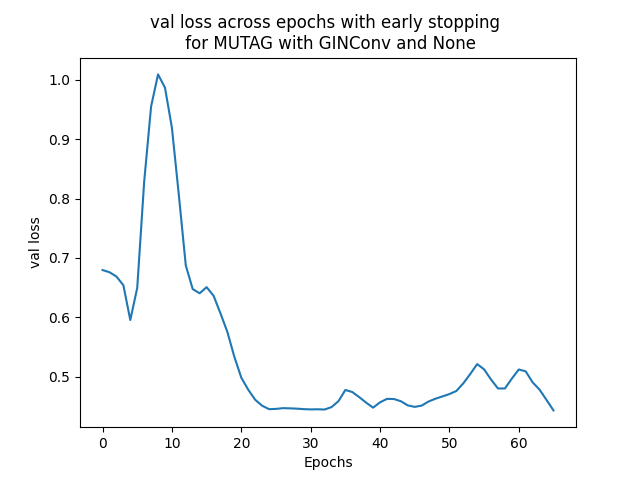 val loss across epochs with early stopping
for MUTAG with GINConv and None
1.0
0.9
0.8
0.7
0.6
0.5
val loss
0 10 20 30 40 50 60
Epochs